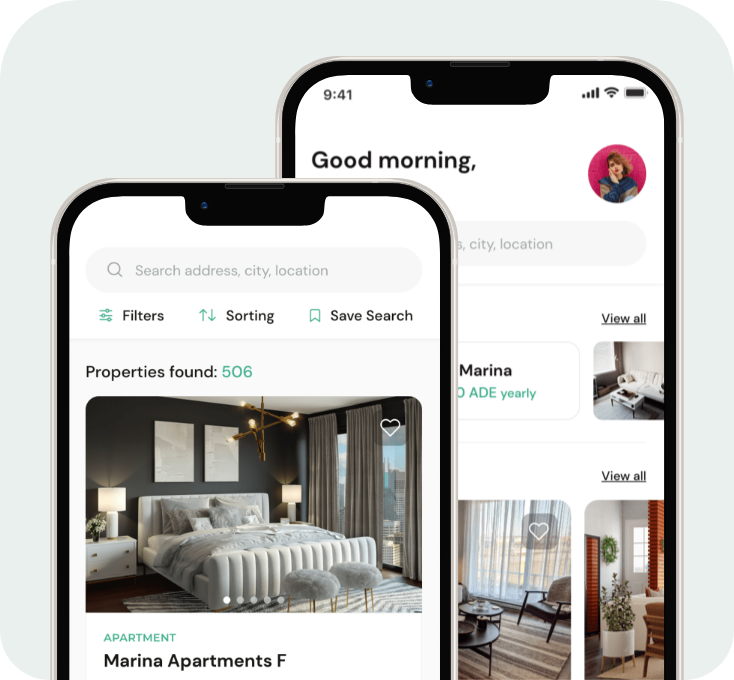 9:41
Good morning,
, city, location
View all
Marina
0 ADE yearly
View all
Search address, city, location
Filters
Sorting
Save Search
Properties found: 506
APARTMENT
Marina Apartments F